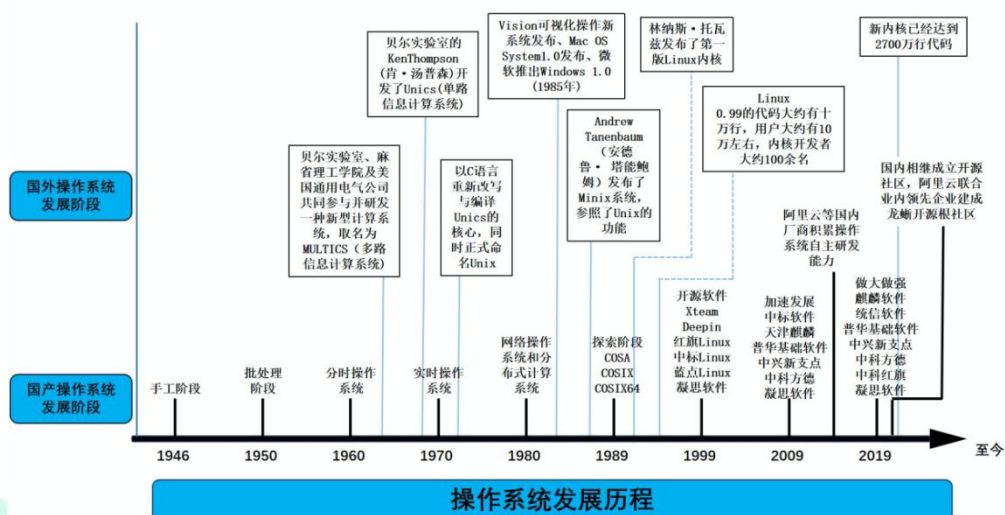 贝尔实验室的
KenThompson
(肯·汤普森)开
发了Unics(单路
信息计算系统)
Vision可视化操作新
系统发布、Mac OS
System1.0发布、微
软推出Windows 1.0
(1985年)
林纳斯·托瓦
兹发布了第一
版Linux内核
新内核已经达到
2700万行代码
贝尔实验室、麻
省理工学院及美
国通用电气公司
共同参与并研发
一种新型计算系
统，取名为
MULTICS（多路
信息计算系统)
以C语言
重新改写
与编译
Unics的
核心，同
时正式命
名Unix
Andrew
Tanenbaum
（安德
鲁· 塔能鲍
姆）发布了
Minix系统，
参照了Unix的
功能
Linux
0.99的代码大约有十
万行，用户大约有10
万左右，内核开发者
大约100余名
国外操作系统
发展阶段
阿里云等国内
厂商积累操作
系统自主研发
能力
国内相继成立开源
社区，阿里云联合
业内领先企业建成
龙蜥开源根社区
国产操作系统
发展阶段
手工阶段
批处理
阶段
分时操作
系统
实时操作
系统
网络操作
系统和分
布式计算
系统
探索阶段
COSA
COSIX
COSIX64
开源软件
Xteam
Deepin
红旗Linux
中标Linux
蓝点Linux
凝思软件
加速发展
中标软件
天津麒麟
普华基础软件
中兴新支点
中科方德
凝思软件
做大做强
麒麟软件
统信软件
普华基础软件
中兴新支点
中科方德
中科红旗
凝思软件
1946
1950
1960
1970
1980
1989
1999
2009
2019
至今
操作系统发展历程